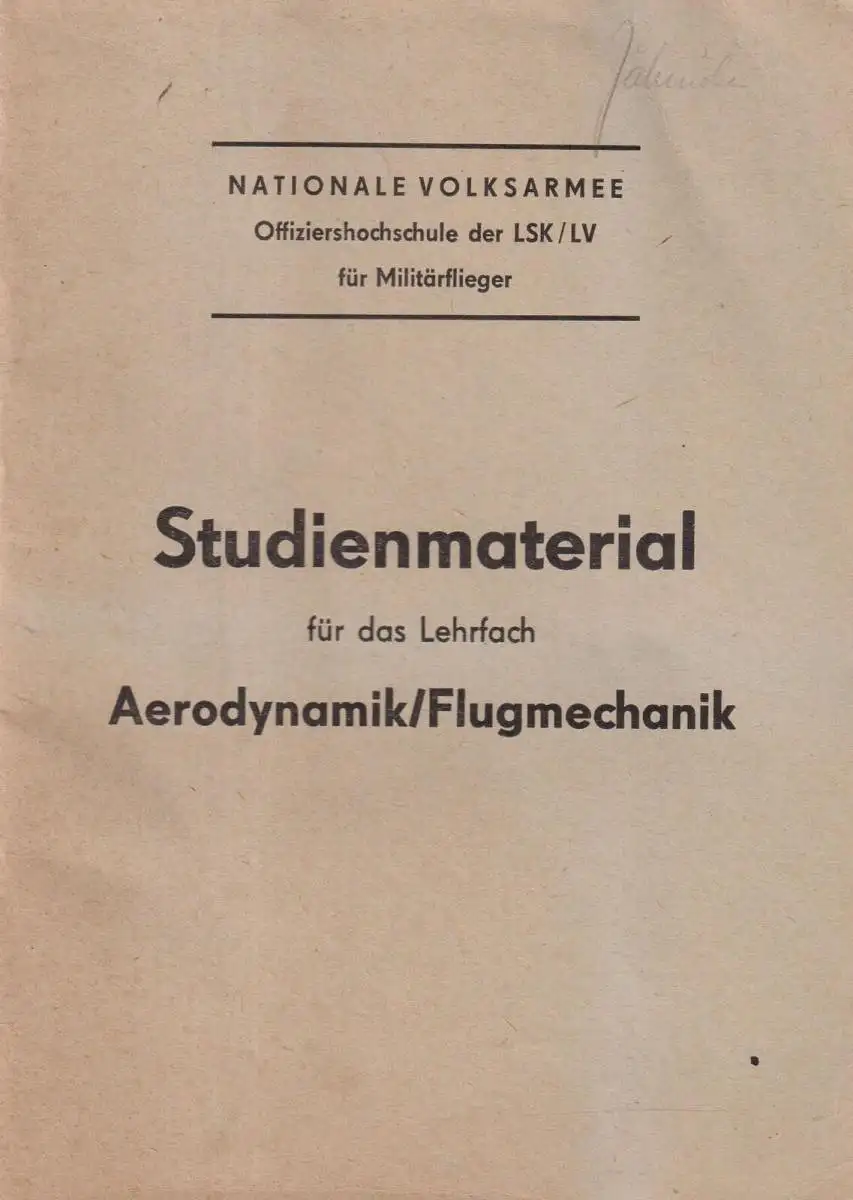 NATIONALE VOLKSARMEE
Offiziershochschule der LSK/LV
für Militärflieger
Studienmaterial
für das Lehrfach
Aerodynamik/Flugmechanik